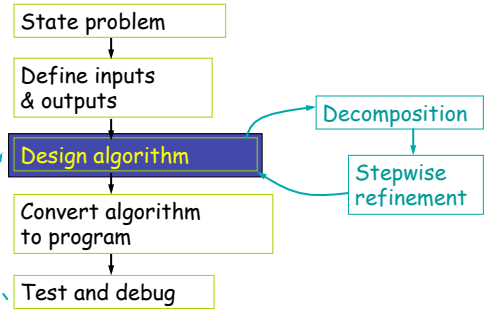 State problem
Define inputs
& outputs
Design algorithm
Convert algorithm
to program
Test and debug
Decomposition
Stepwise
refinement